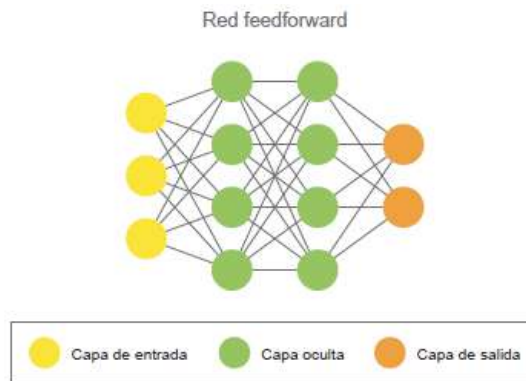 Red feedforward
Capa de entrada
Capa oculta
Capa de salida